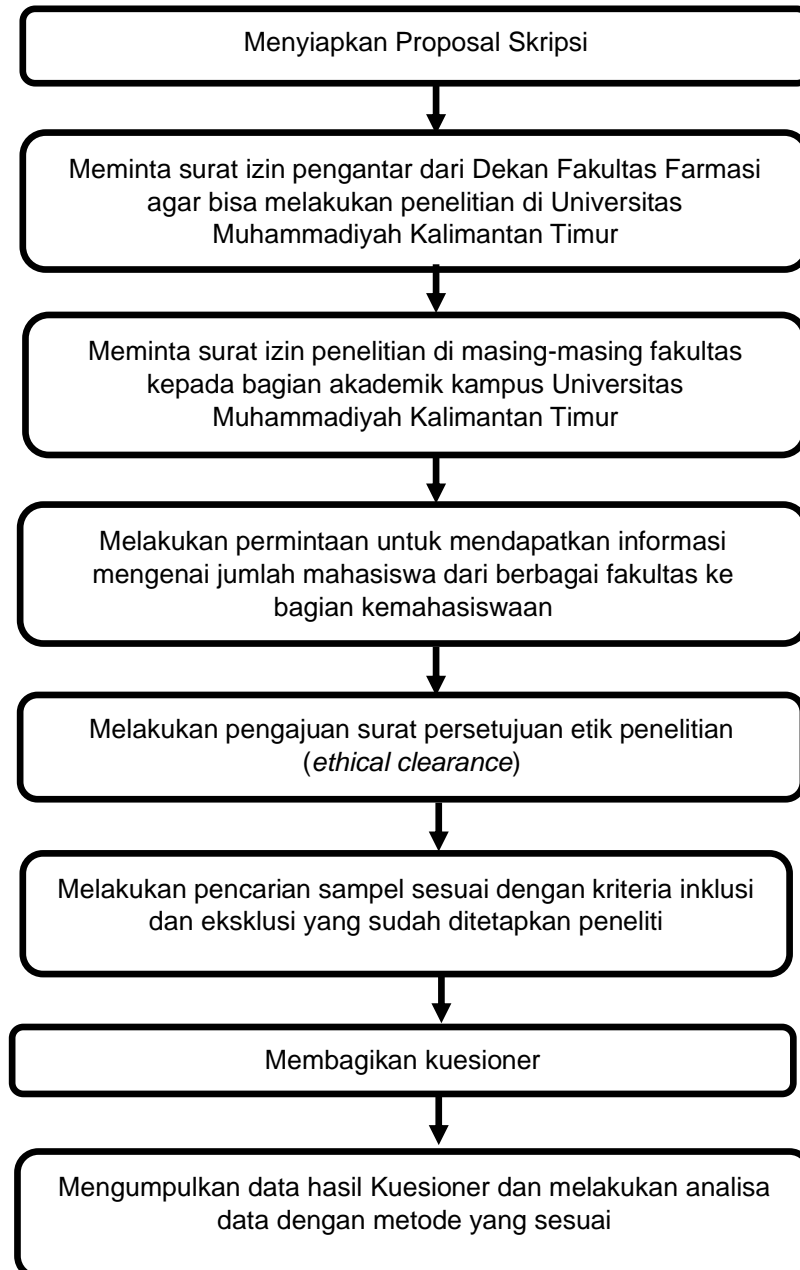 Menyiapkan Proposal Skripsi
Meminta surat izin pengantar dari Dekan Fakultas Farmasi
agar bisa melakukan penelitian di Universitas
Muhammadiyah Kalimantan Timur
Meminta surat izin penelitian di masing-masing fakultas
kepada bagian akademik kampus Universitas
Muhammadiyah Kalimantan Timur
Melakukan permintaan untuk mendapatkan informasi
mengenai jumlah mahasiswa dari berbagai fakultas ke
bagian kemahasiswaan
Melakukan pengajuan surat persetujuan etik penelitian
(ethical clearance)
Melakukan pencarian sampel sesuai dengan kriteria inklusi
dan eksklusi yang sudah ditetapkan peneliti
Membagikan kuesioner
Mengumpulkan data hasil Kuesioner dan melakukan analisa
data dengan metode yang sesuai